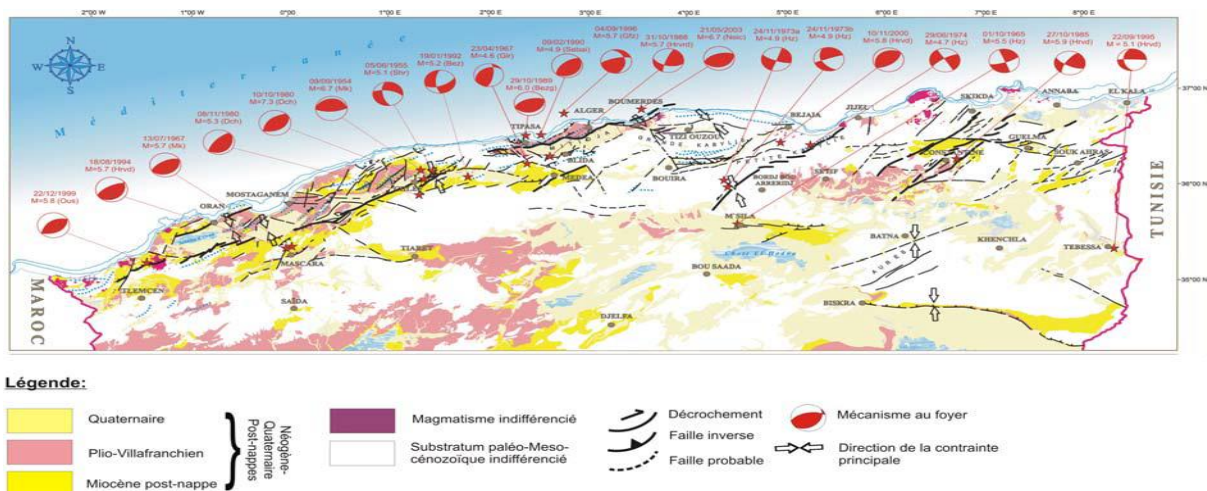 2°00 W
1°00 W
0°00
1°00 E
2°00 E
3°00 E
4°00 E
5°00 E
6°00 E
7°00 E
8°00 E
N
W
E
S
Méditerranée
22/12/1999
M=5.6 (Ous)
18/08/1994
M=5.7 (Hrvd)
13/07/1967
M=5.7 (Mk)
08/11/1980
M=5.3 (Dch)
10/10/1980
M=7.3 (Dch)
09/09/1954
M=6.7 (Mk)
05/06/1955
M=5.1 (Shr)
19/01/1992
M=5.2 (Bez)
23/04/1967
M=4.6 (Glr)
09/02/1990
M=4.9 (Sebai)
29/10/1989
M=6.0 (Bezg)
04/09/1996
M=5.7 (Gfz)
31/10/1988
M=5.7 (Hrvd)
21/05/2003
M=6.7 (Neic)
24/11/1973a
M=4.9 (Hz)
24/11/1973b
M=4.9 (Hz)
10/11/2000
M=5.8 (Hrvd)
29/06/1974
M=4.7 (Hz)
01/10/1965
M=5.5 (Hz)
27/10/1985
M=5.9 (Hrvd)
22/09/1995
M = 5.1 (Hrvd)
37°00 N
36°00 N
35°00 N
ALGER
BOUMERDES
TIPASA
TIZI OUZOU
BEJAIA
JIJEL
SKIKDA
ANNABA
EL KALA
GRANDE KABYLIE
PETITE KABYLIE
BLIDA
MEDEA
BOUIRA
BORDJ BOU
ARRERIDJ
SETIF
CONSTANTINE
GUELMA
SOUK AHRAS
MOSTAGANEM
ORAN
MASCARA
TIARET
M'SILA
BATNA
KHENCHLA
TEBESSA
AURES
Chott El Hodna
BOU SAADA
BISKRA
TLEMCEN
SAIDA
DJELFA
MAROC
TUNISIE
Légende:
Quaternaire
Plio-Villafranchien
Miocène post-nappe
Néogène-
Quaternaire
Post-nappes
Magmatisme indifférencié
Substratum paléo-Meso-
cénozoïque indifférencié
Décrochement
Faille inverse
Faille probable
Mécanisme au foyer
Direction de la contrainte
principale